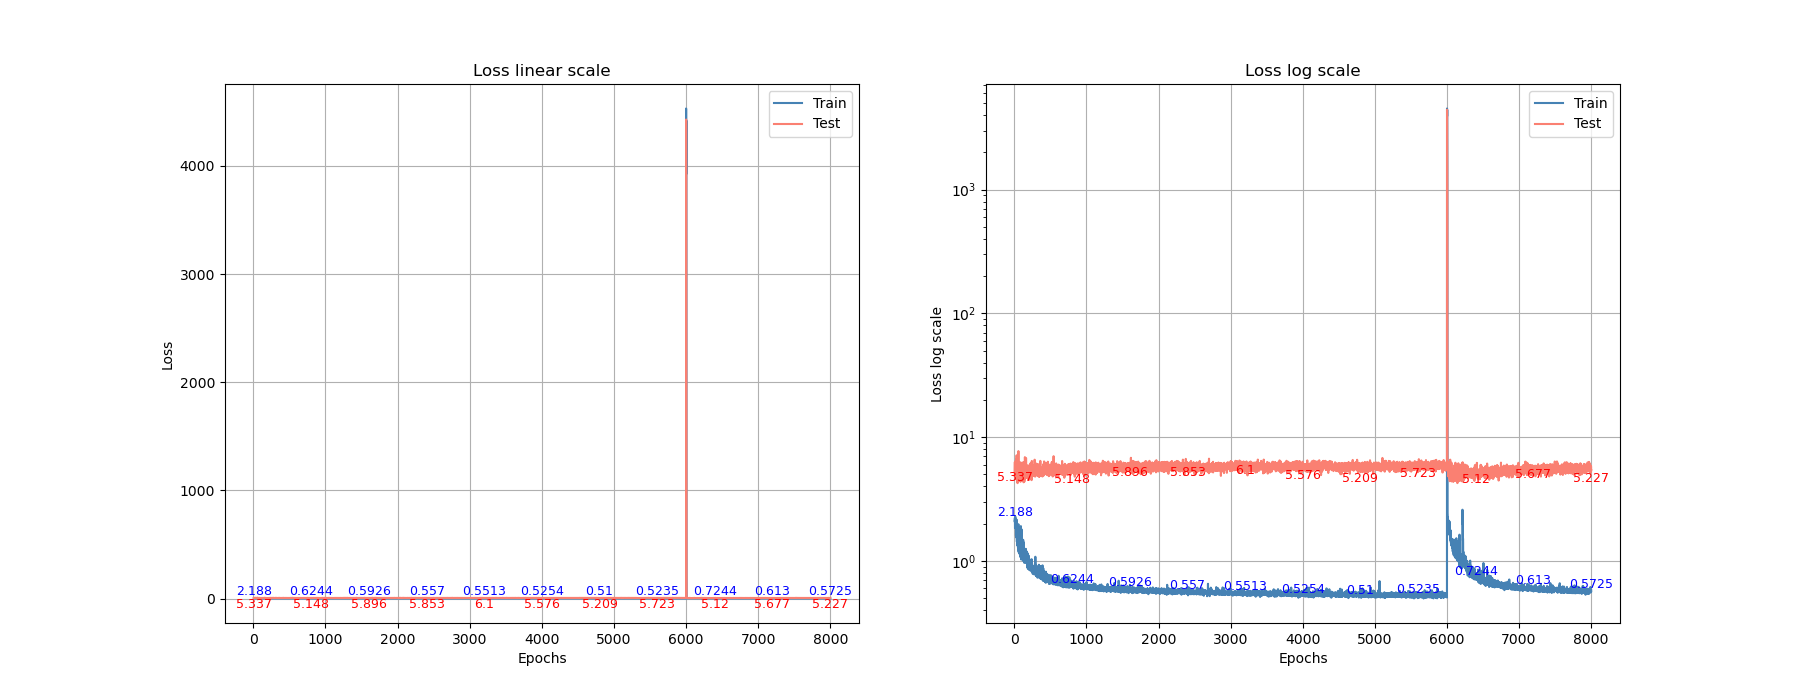 Loss linear scale
Train
Test
4000
3000
2000
1000
0
Loss
2.188 0.6244 0.5926 0.557 0.5513 0.5254 0.51 0.5235 0.7244 0.613 0.5725
5.337 5.148 5.896 5.853 6.1 5.576 5.209 5.723 5.12 5.677 5.227
0 1000 2000 3000 4000 5000 6000 7000 8000
Epochs
Loss log scale
Train
Test
10³
10²
10¹
10⁰
Loss log scale
5.337 5.148 5.896 5.853 6.1 5.576 5.209 5.723 5.12 5.677 5.227
2.188 0.6244 0.5926 0.557 0.5513 0.5254 0.51 0.5235 0.7244 0.613 0.5725
0 1000 2000 3000 4000 5000 6000 7000 8000
Epochs